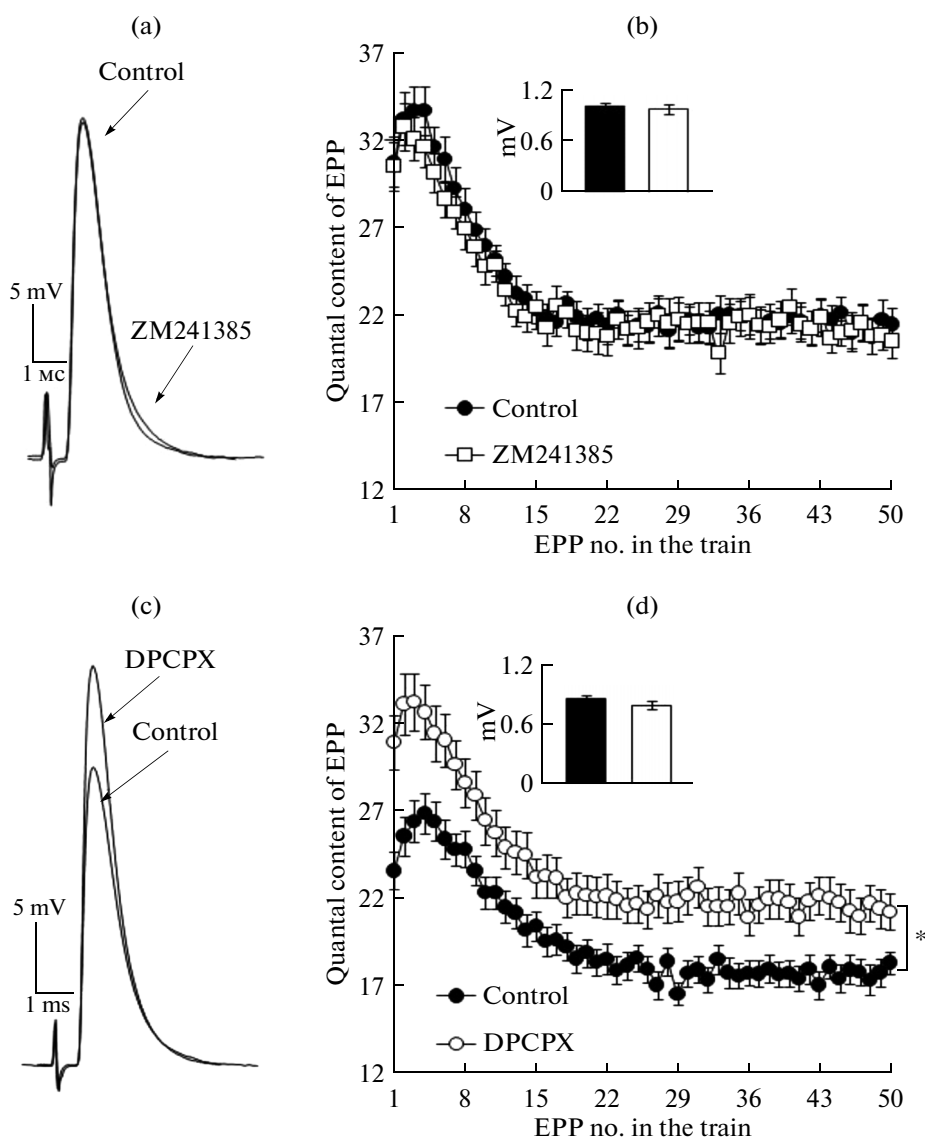 (a)
Control
5 mV
1 мс
ZM241385
(b)
37
32
27
22
17
12
Quantal content of EPP
1.2
0.6
0
mV
Control
ZM241385
1
8
15
22
29
36
43
50
EPP no. in the train
(c)
DPCPX
Control
5 mV
1 ms
(d)
37
32
27
22
17
12
Quantal content of EPP
1.2
0.6
0
mV
*
Control
DPCPX
1
8
15
22
29
36
43
50
EPP no. in the train